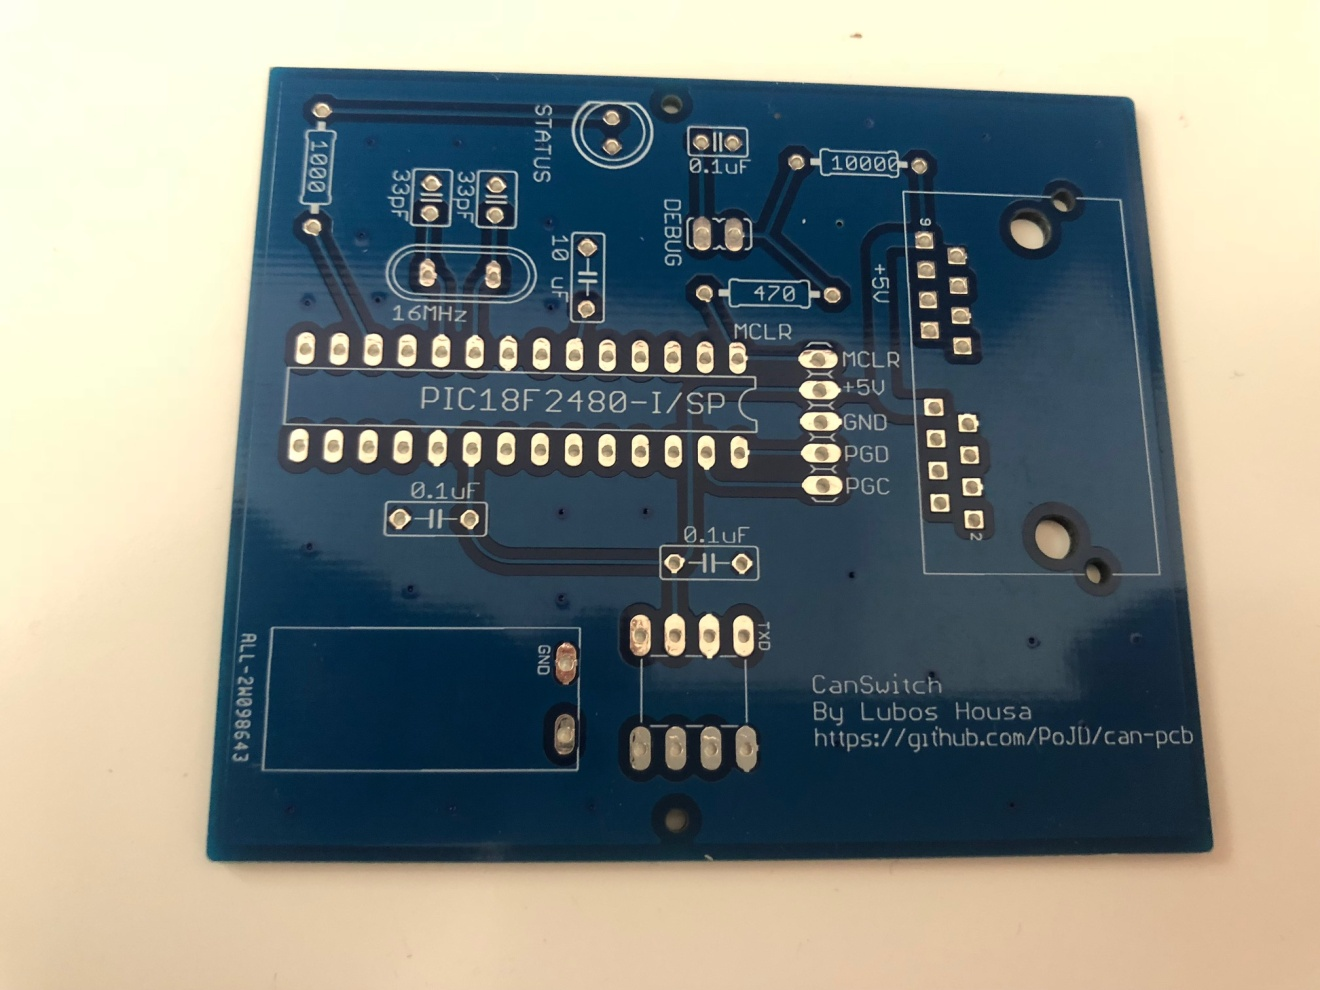 STATUS
1000
33pF
33pF
0.1uF
10000
DEBUG
10 uF
9
+5V
470
16MHz
MCLR
MCLR
+5V
GND
PGD
PGC
PIC18F2480-I/SP
0.1uF
0.1uF
2
TXD
GND
ALL-2W098643
CanSwitch
By Lubos Housa
https://github.com/PoJD/can-pcb